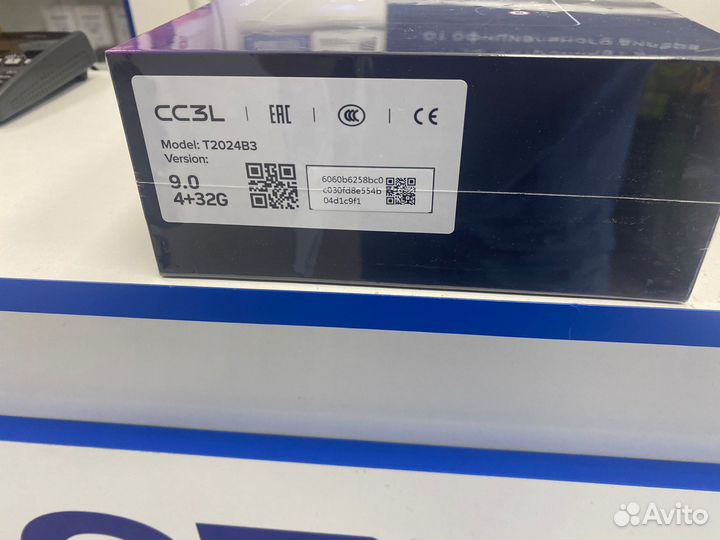 CC3L | EAC | CCC | CE
Model: T2024B3
Version:
9.0
4+32G
6060b6258bc0
c030fd8e554b
04d1c9f1
Avito